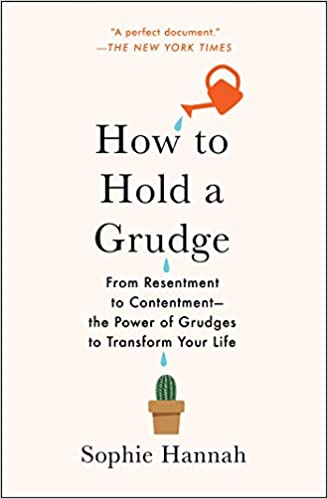 "A perfect document."
—THE NEW YORK TIMES
How to
Hold a
Grudge
From Resentment
to Contentment—
the Power of Grudges
to Transform Your Life
Sophie Hannah